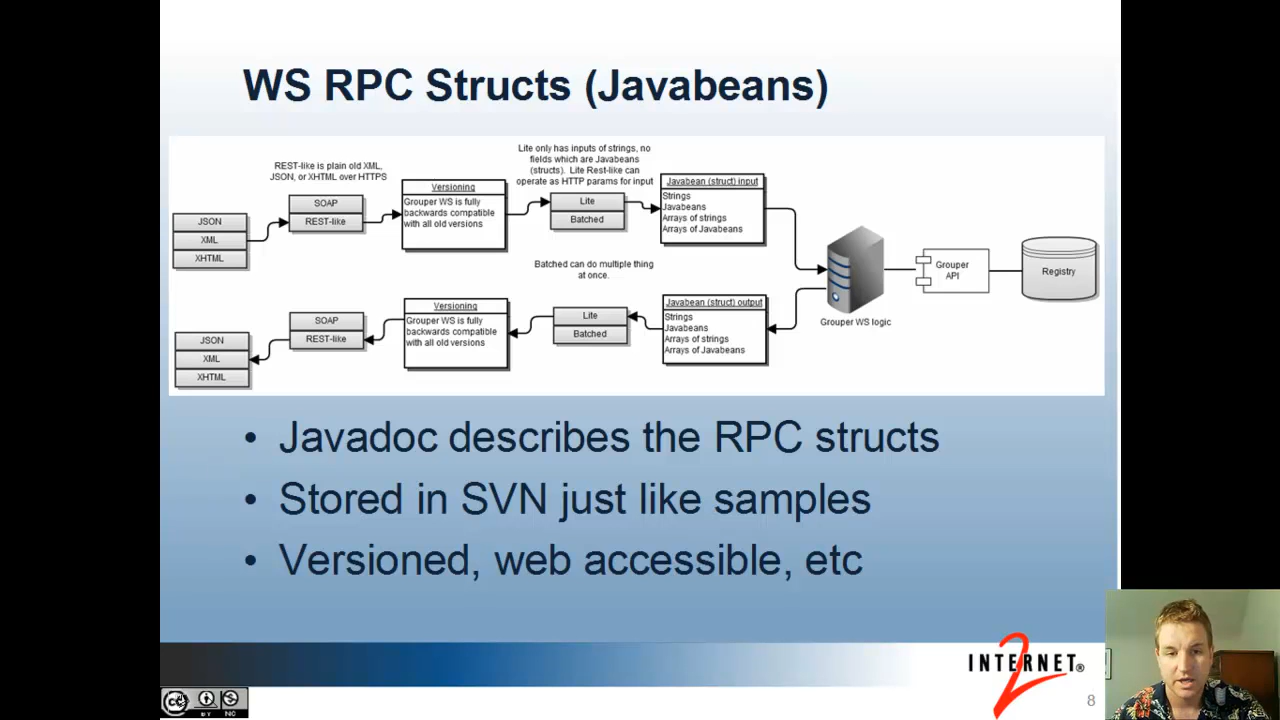 WS RPC Structs (Javabeans)
REST-like is plain old XML,
JSON, or XHTML over HTTPS
Lite only has inputs of strings, no
fields which are Javabeans
(structs). Lite Rest-like can
operate as HTTP params for input
JSON
XML
XHTML
SOAP
REST-like
Versioning
Grouper WS is fully
backwards compatible
with all old versions
Lite
Batched
Javabean (struct) input
Strings
Javabeans
Arrays of strings
Arrays of Javabeans
Batched can do multiple thing
at once.
Grouper WS logic
Grouper
API
Registry
JSON
XML
XHTML
SOAP
REST-like
Versioning
Grouper WS is fully
backwards compatible
with all old versions
Lite
Batched
Javabean (struct) output
Strings
Javabeans
Arrays of strings
Arrays of Javabeans
• Javadoc describes the RPC structs
• Stored in SVN just like samples
• Versioned, web accessible, etc
INTERNET2®
8
cc
BY NC